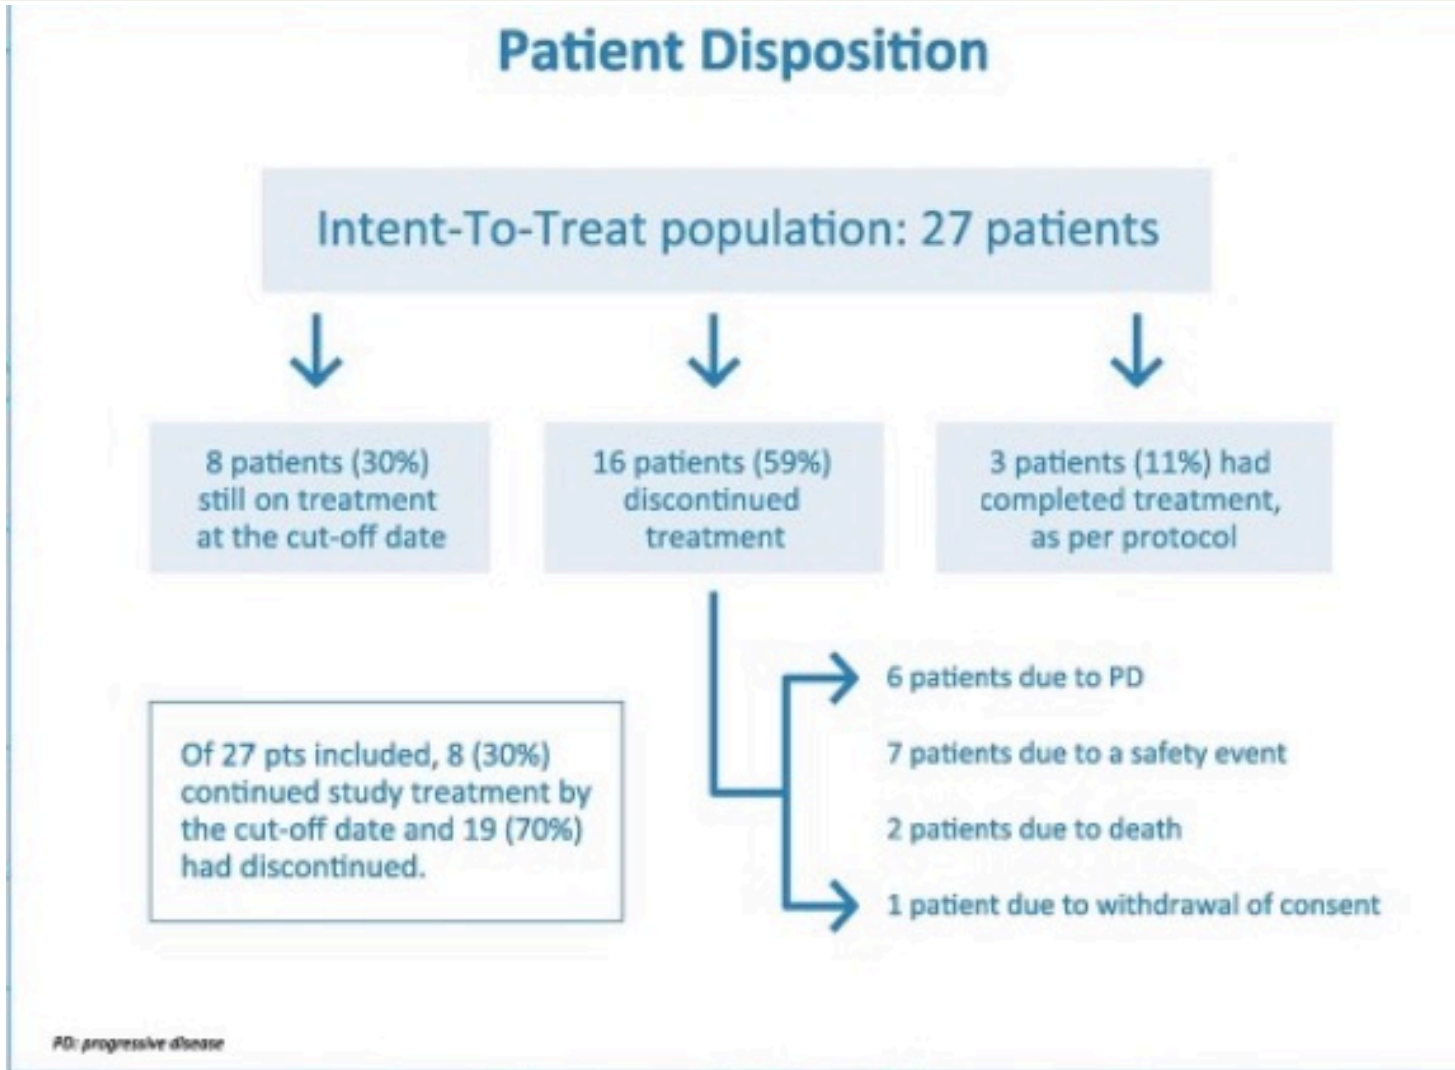 Patient Disposition
Intent-To-Treat population: 27 patients
8 patients (30%)
still on treatment
at the cut-off date
16 patients (59%)
discontinued
treatment
3 patients (11%) had
completed treatment,
as per protocol
6 patients due to PD
7 patients due to a safety event
2 patients due to death
1 patient due to withdrawal of consent
Of 27 pts included, 8 (30%)
continued study treatment by
the cut-off date and 19 (70%)
had discontinued.
PD: progressive disease